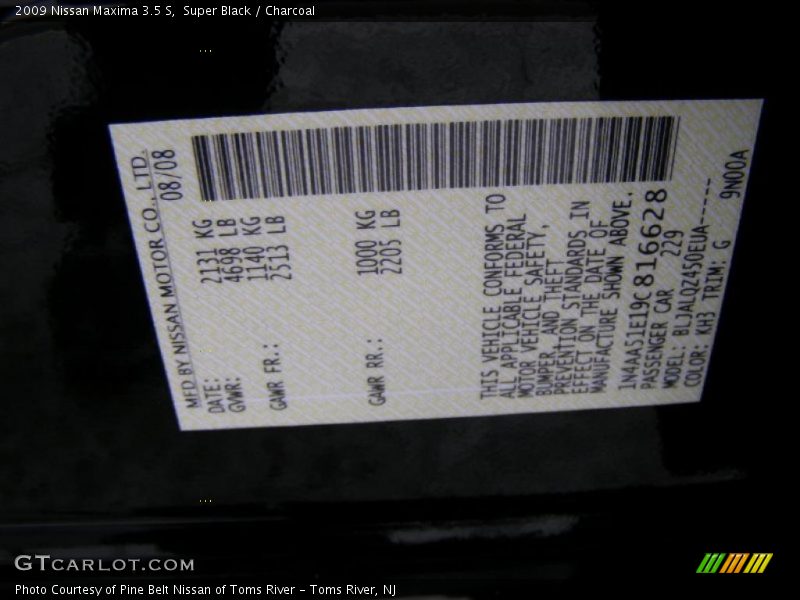 2009 Nissan Maxima 3.5 S, Super Black / Charcoal
MFD BY NISSAN MOTOR CO., LTD.
DATE: 08/08
GVWR: 2131 KG
4698 LB
GAWR FR.: 1140 KG
2513 LB
GAWR RR.: 1000 KG
2205 LB
THIS VEHICLE CONFORMS TO
ALL APPLICABLE FEDERAL
MOTOR VEHICLE SAFETY,
BUMPER, AND THEFT
PREVENTION STANDARDS IN
EFFECT ON THE DATE OF
MANUFACTURE SHOWN ABOVE.
1N4AA51E19C816628
PASSENGER CAR 229
MODEL: BLJALQZ450EUA-----
COLOR: KH3 TRIM: G 9N00A
GTCARLOT.COM
Photo Courtesy of Pine Belt Nissan of Toms River – Toms River, NJ